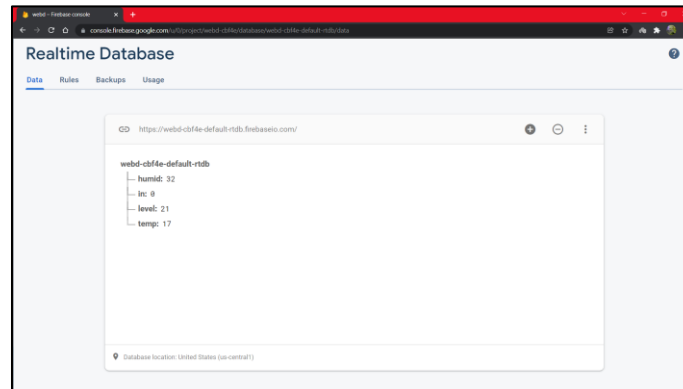 webd - Firebase console
console.firebase.google.com/u/0/project/webd-cbf4e/database/webd-cbf4e-default-rtdb/data
Realtime Database
Data Rules Backups Usage
https://webd-cbf4e-default-rtdb.firebaseio.com/
webd-cbf4e-default-rtdb
humid: 32
in: 0
level: 21
temp: 17
Database location: United States (us-central1)